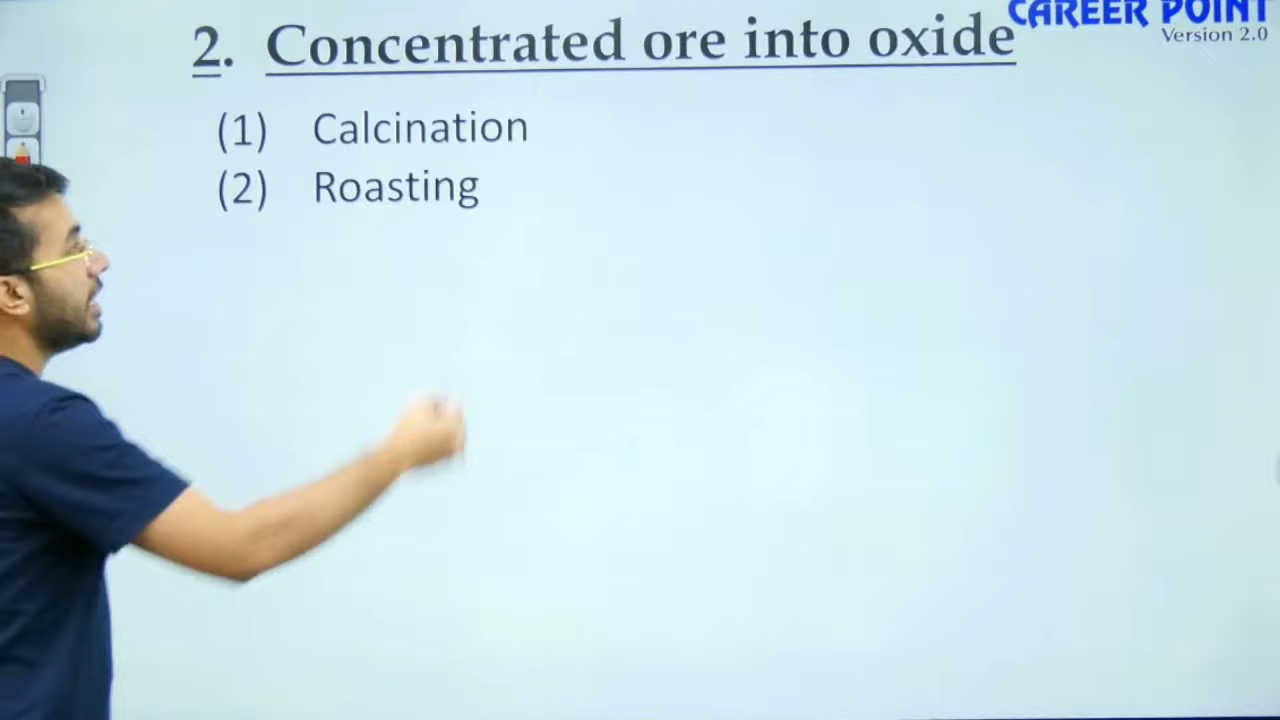 CAREER POINT
Version 2.0
2. Concentrated ore into oxide
(1) Calcination
(2) Roasting